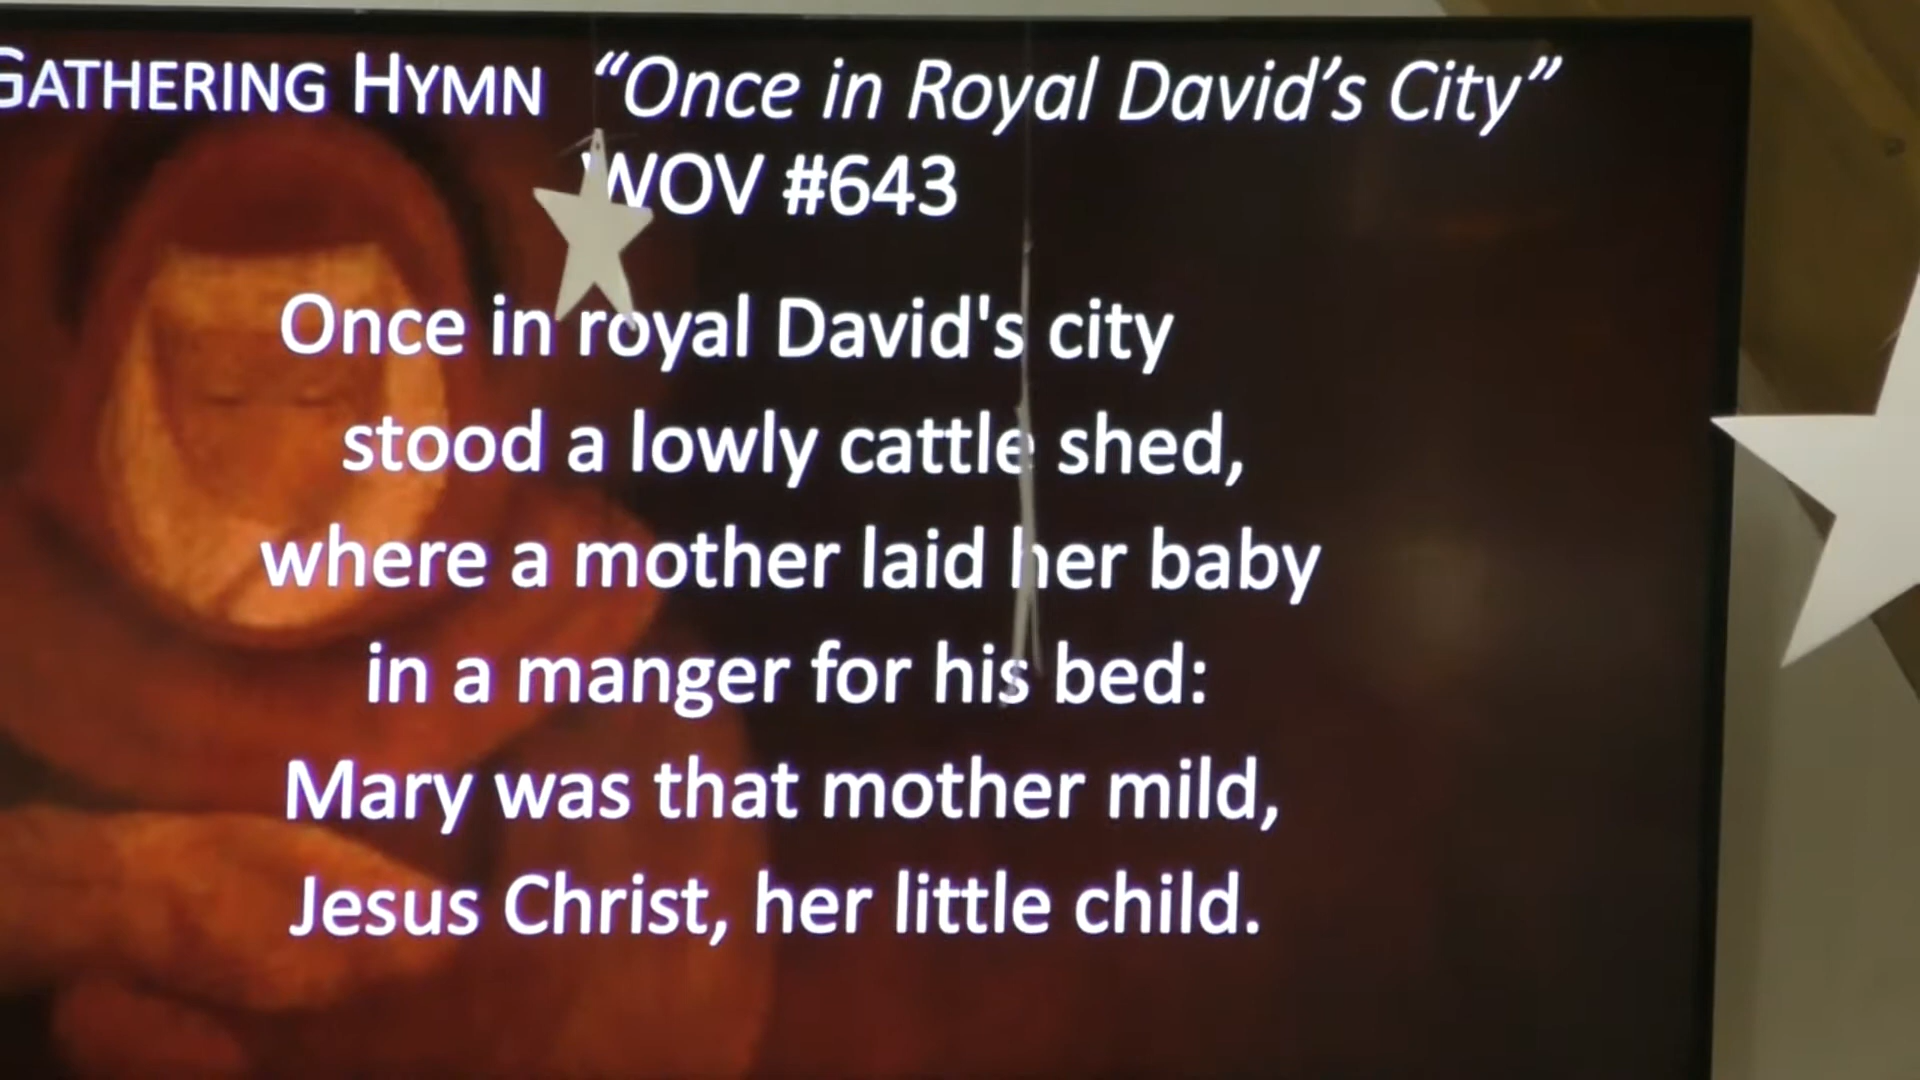 GATHERING HYMN “Once in Royal David’s City”
WOV #643
Once in royal David's city
stood a lowly cattle shed,
where a mother laid her baby
in a manger for his bed:
Mary was that mother mild,
Jesus Christ, her little child.